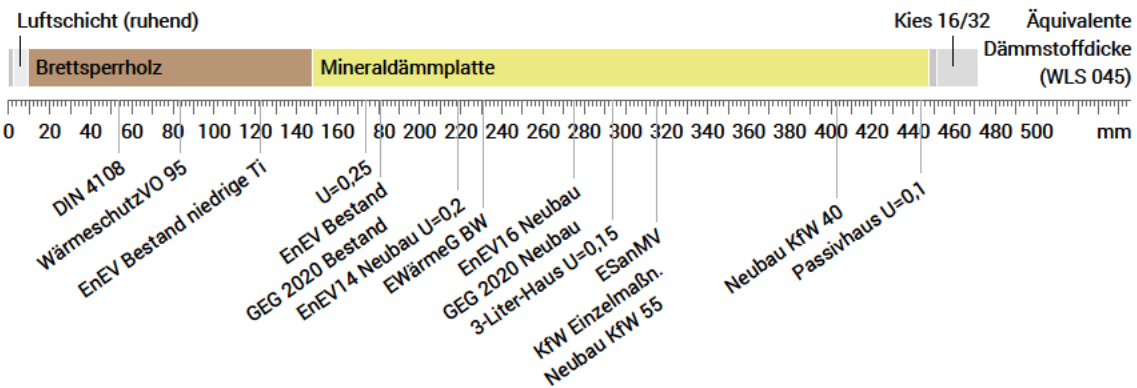 Luftschicht (ruhend)
Kies 16/32
Äquivalente
Dämmstoffdicke
(WLS 045)
Brettsperrholz
Mineraldämmplatte
0 20 40 60 80 100 120 140 160 180 200 220 240 260 280 300 320 340 360 380 400 420 440 460 480 500 mm
DIN 4108
WärmeschutzVO 95
EnEV Bestand niedrige Ti
U=0,25
EnEV Bestand
GEG 2020 Bestand
EnEV14 Neubau U=0,2
EWärmeG BW
EnEV16 Neubau
GEG 2020 Neubau
3-Liter-Haus U=0,15
ESanMV
KfW Einzelmaßn.
Neubau KfW 55
Neubau KfW 40
Passivhaus U=0,1